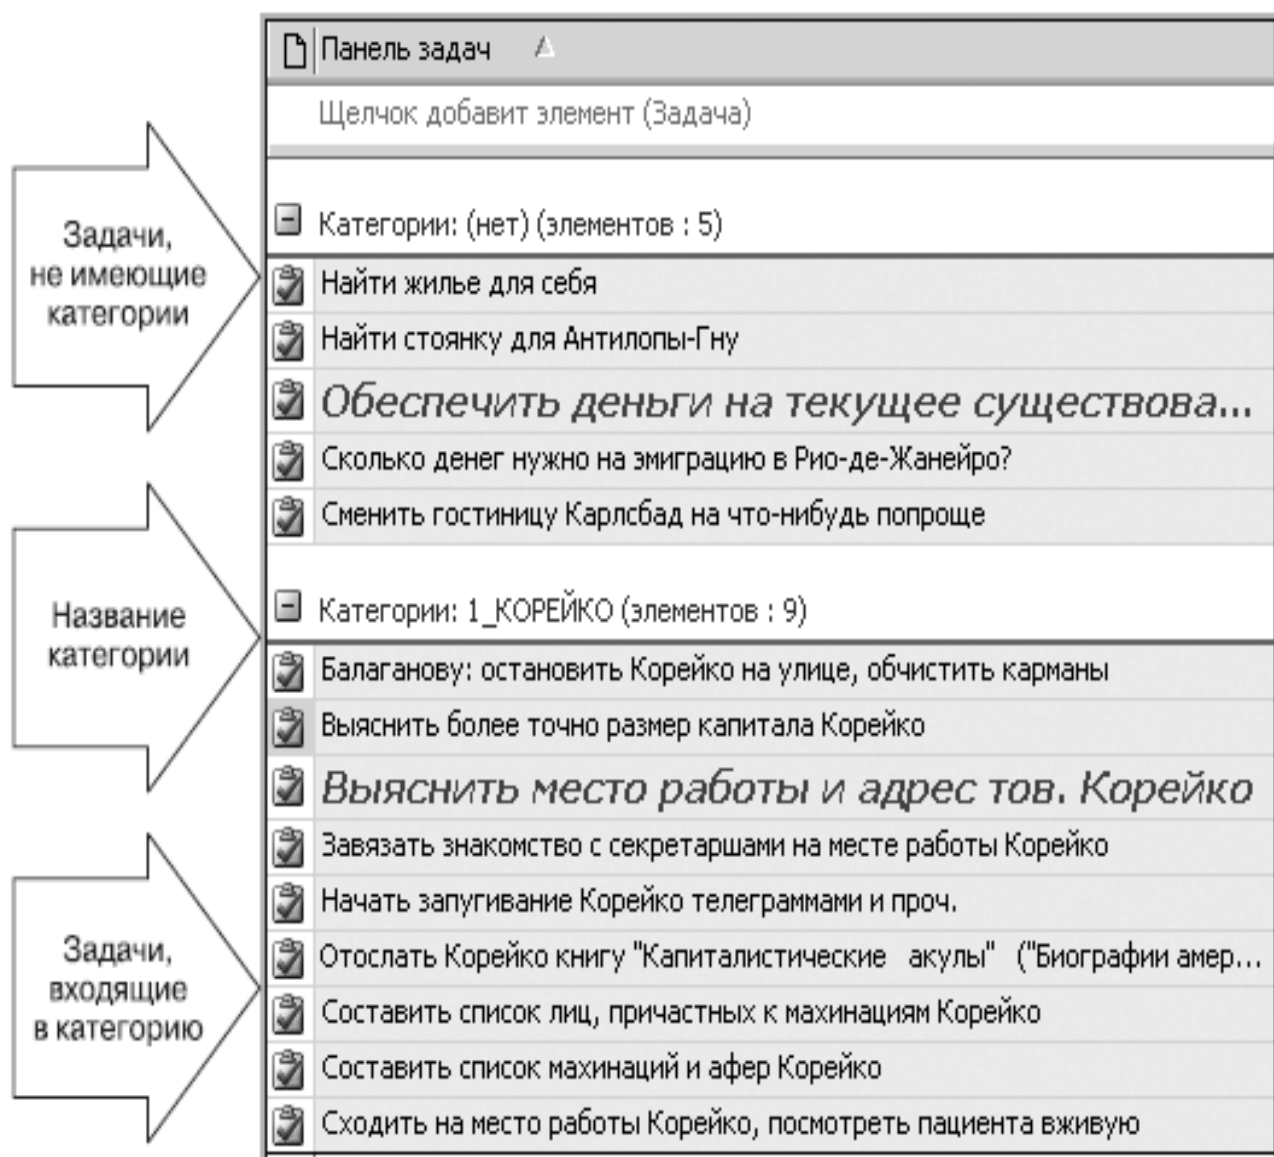 Панель задач
Щелчок добавит элемент (Задача)
Задачи,
не имеющие
категории
Категории: (нет) (элементов : 5)
Найти жилье для себя
Найти стоянку для Антилопы-Гну
Обеспечить деньги на текущее существова...
Сколько денег нужно на эмиграцию в Рио-де-Жанейро?
Сменить гостиницу Карлсбад на что-нибудь попроще
Название
категории
Категории: 1_КОРЕЙКО (элементов : 9)
Балаганову: остановить Корейко на улице, обчистить карманы
Выяснить более точно размер капитала Корейко
Выяснить место работы и адрес тов. Корейко
Завязать знакомство с секретаршами на месте работы Корейко
Начать запугивание Корейко телеграммами и проч.
Задачи,
входящие
в категорию
Отослать Корейко книгу "Капиталистические акулы" ("Биографии амер...
Составить список лиц, причастных к махинациям Корейко
Составить список махинаций и афер Корейко
Сходить на место работы Корейко, посмотреть пациента вживую